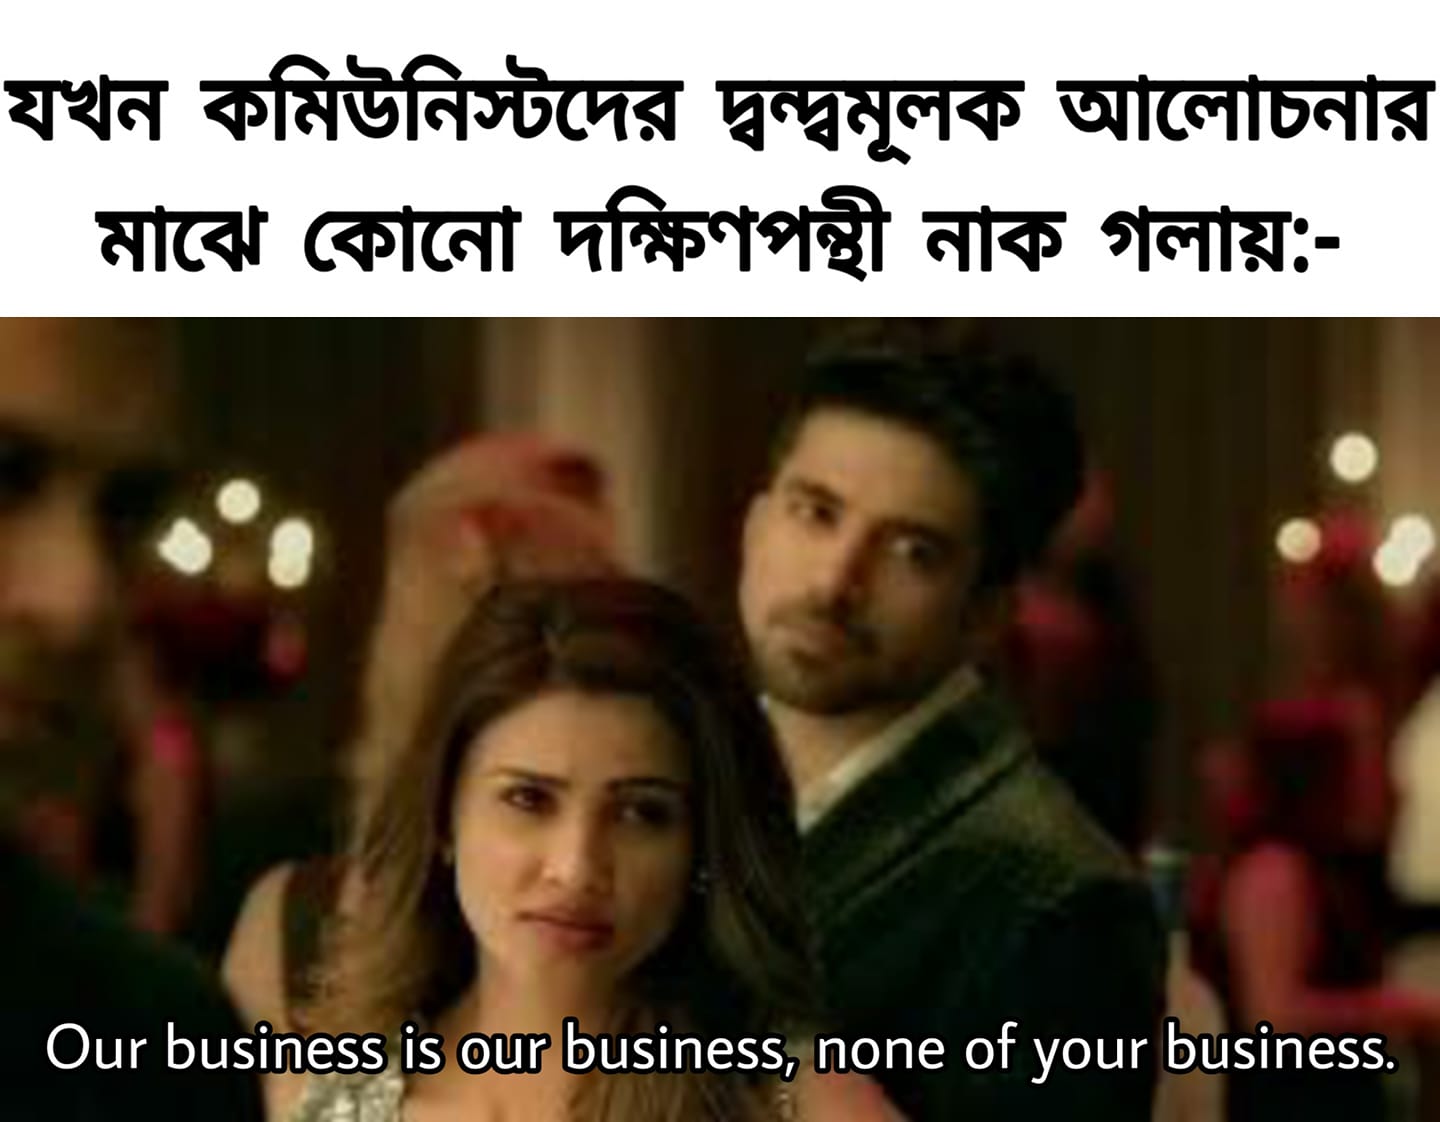 যখন কমিউনিস্টদের দ্বন্দ্বমূলক আলোচনার
মাঝে কোনো দক্ষিণপন্থী নাক গলায়:-
Our business is our business, none of your business.